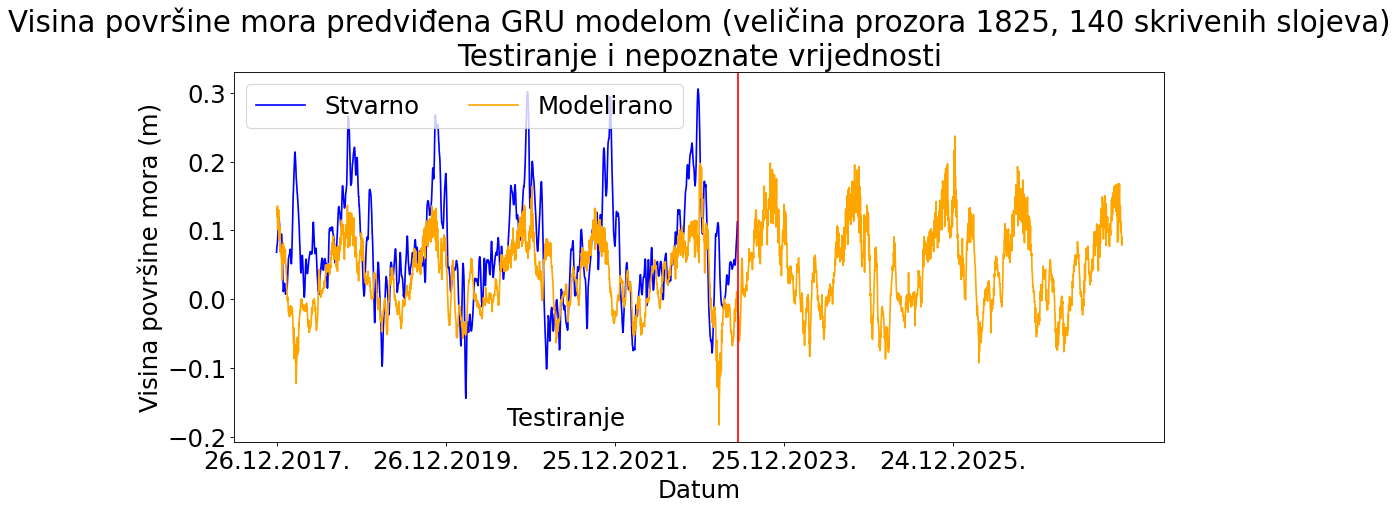 Visina površine mora predviđena GRU modelom (veličina prozora 1825, 140 skrivenih slojeva)
Testiranje i nepoznate vrijednosti
Stvarno
Modelirano
Visina površine mora (m)
0.3
0.2
0.1
0.0
−0.1
−0.2
Testiranje
26.12.2017.
26.12.2019.
25.12.2021.
25.12.2023.
24.12.2025.
Datum